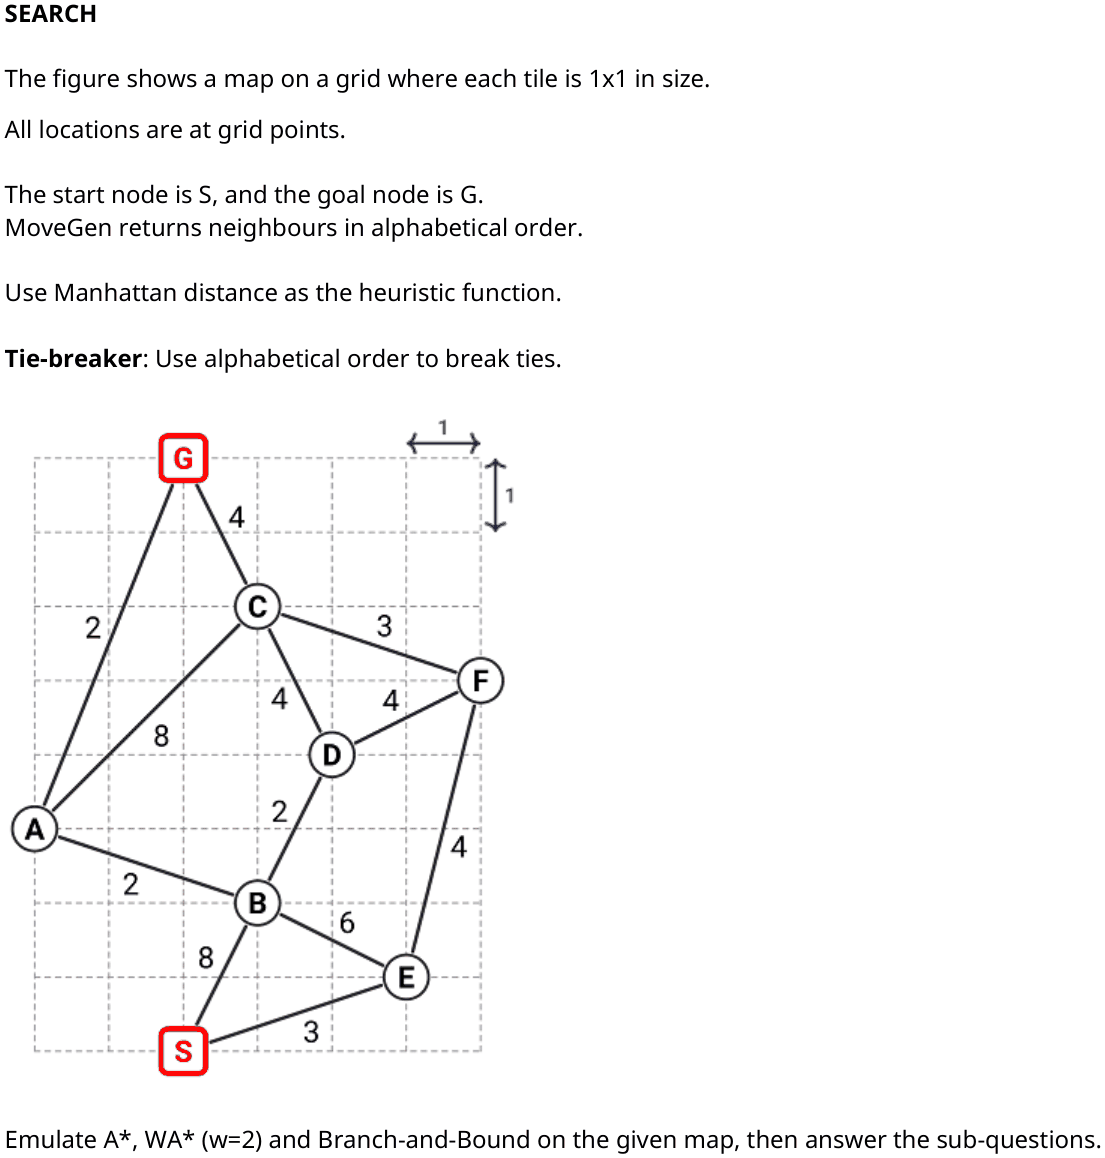 SEARCH
The figure shows a map on a grid where each tile is 1x1 in size.
All locations are at grid points.
The start node is S, and the goal node is G.
MoveGen returns neighbours in alphabetical order.
Use Manhattan distance as the heuristic function.
Tie-breaker: Use alphabetical order to break ties.
1
G
1
4
C
2
3
F
4
4
8
D
2
A
4
2
B
6
8
E
3
S
Emulate A*, WA* (w=2) and Branch-and-Bound on the given map, then answer the sub-questions.